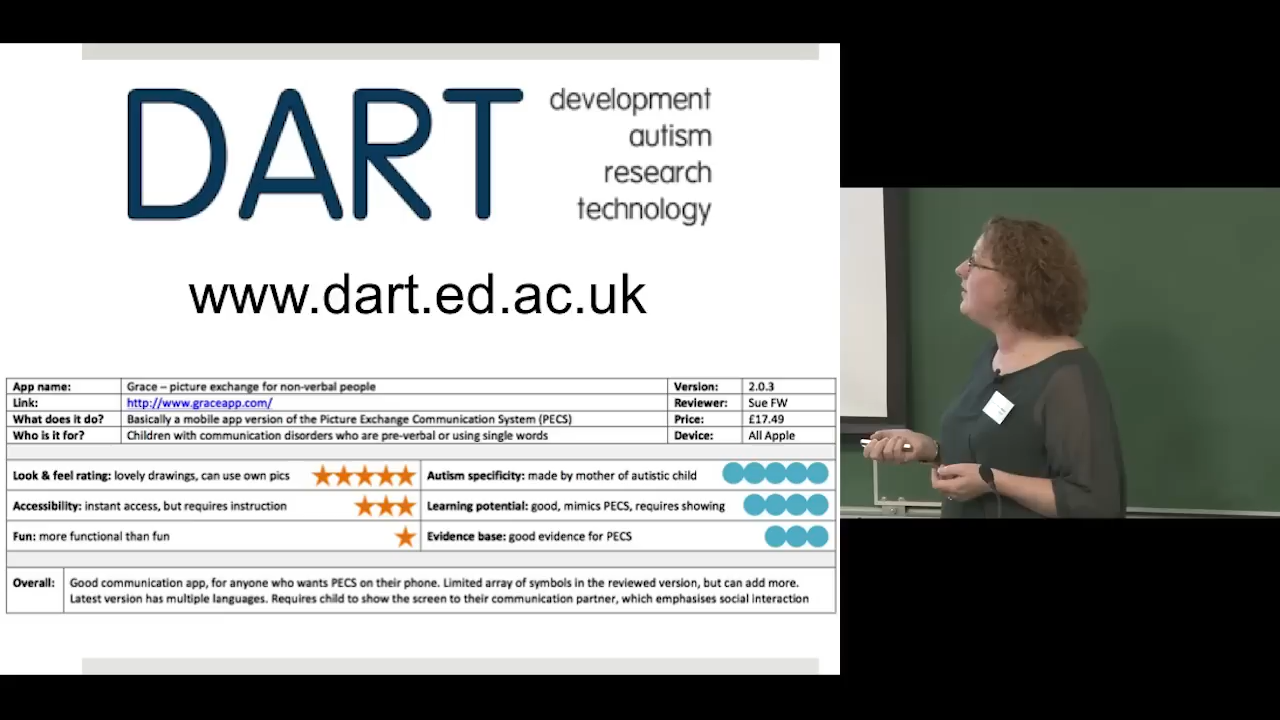 DART
development
autism
research
technology
www.dart.ed.ac.uk
App name: Grace – picture exchange for non-verbal people Version: 2.0.3
Link: http://www.graceapp.com/ Reviewer: Sue FW
What does it do? Basically a mobile app version of the Picture Exchange Communication System (PECS) Price: £17.49
Who is it for? Children with communication disorders who are pre-verbal or using single words Device: All Apple
Look & feel rating: lovely drawings, can use own pics Autism specificity: made by mother of autistic child
Accessibility: instant access, but requires instruction Learning potential: good, mimics PECS, requires showing
Fun: more functional than fun Evidence base: good evidence for PECS
Overall: Good communication app, for anyone who wants PECS on their phone. Limited array of symbols in the reviewed version, but can add more.
Latest version has multiple languages. Requires child to show the screen to their communication partner, which emphasises social interaction